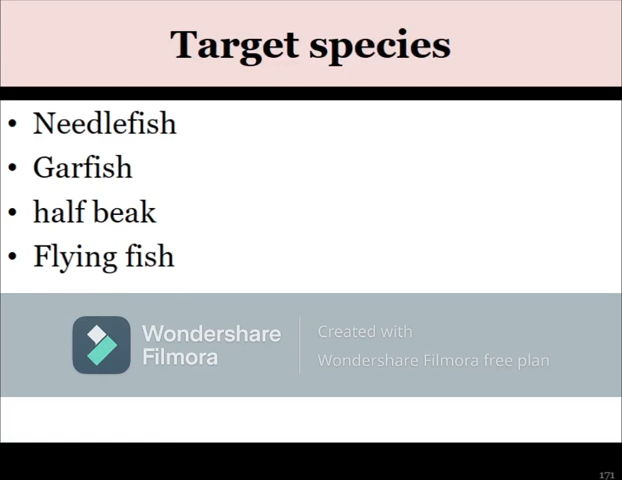 Target species
• Needlefish
• Garfish
• half beak
• Flying fish
Wondershare
Filmora
Created with
Wondershare Filmora free plan
171